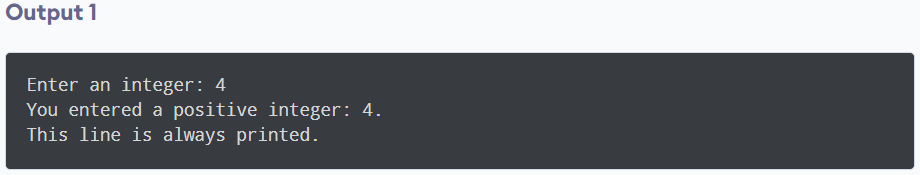 Output 1
Enter an integer: 4
You entered a positive integer: 4.
This line is always printed.